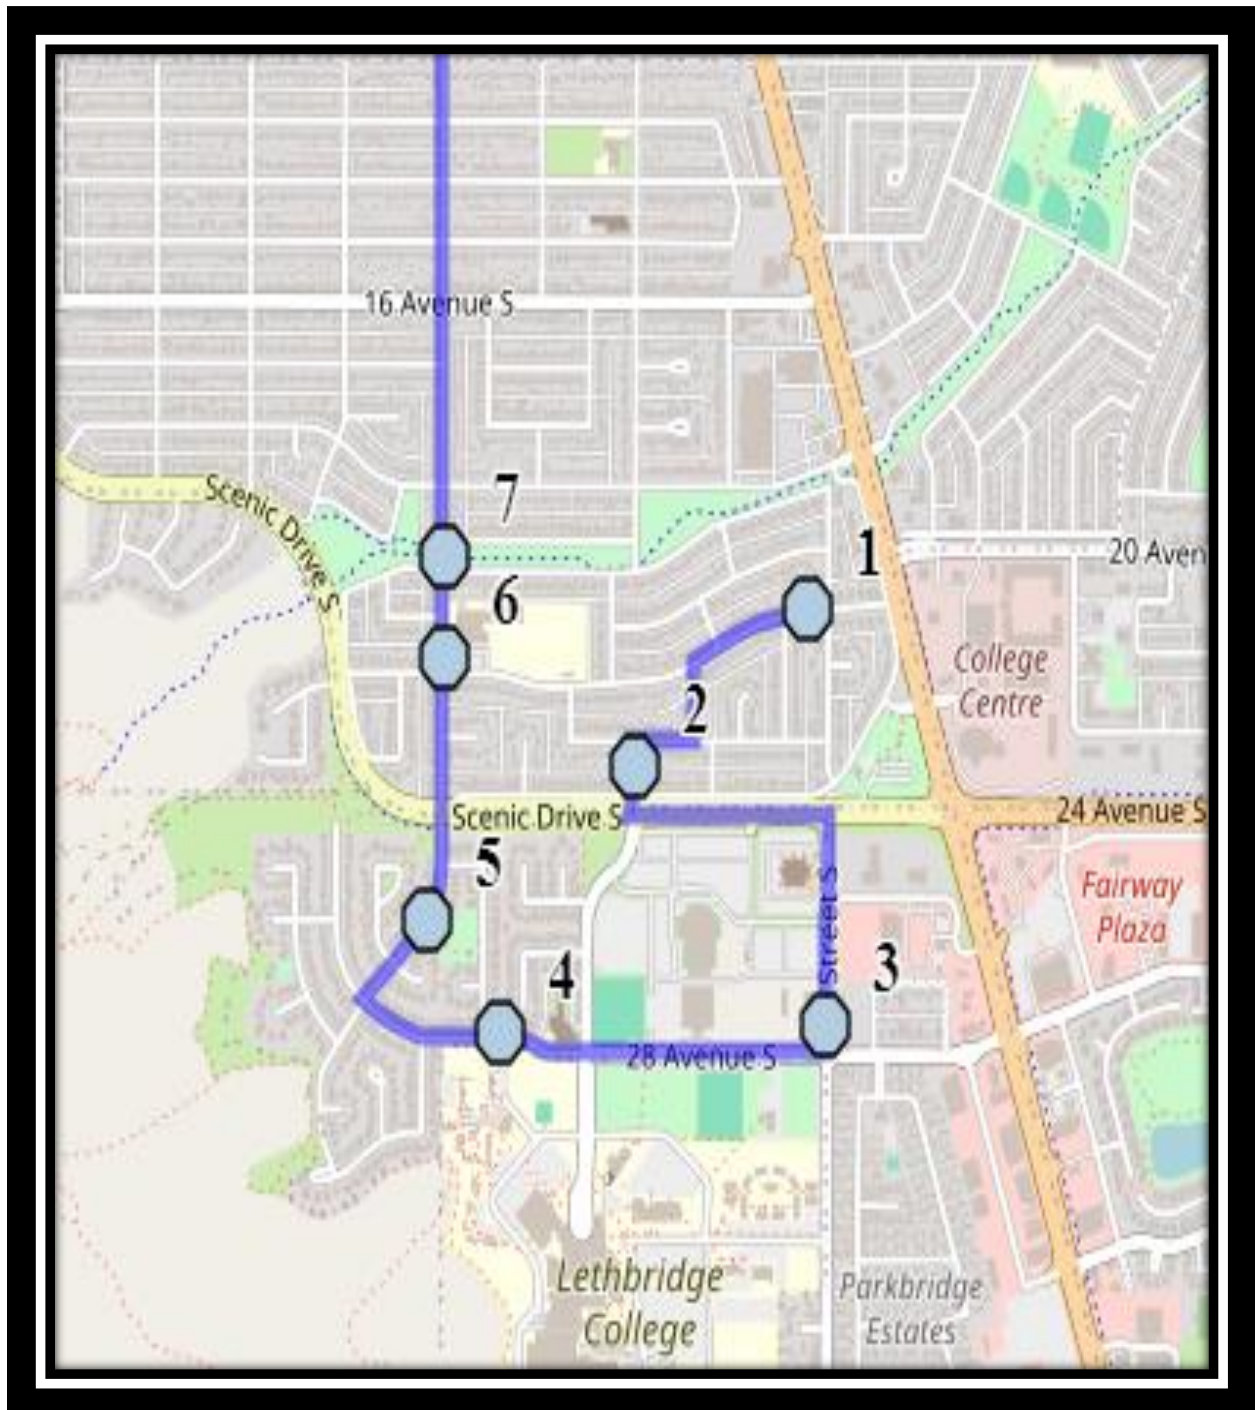 16 Avenue S
7
Scenic Drive S
1
20 Aven
6
College
Centre
2
24 Avenue S
Scenic Drive S
5
Fairway
Plaza
Street S
3
4
28 Avenue S
Lethbridge
College
Parkbridge
Estates